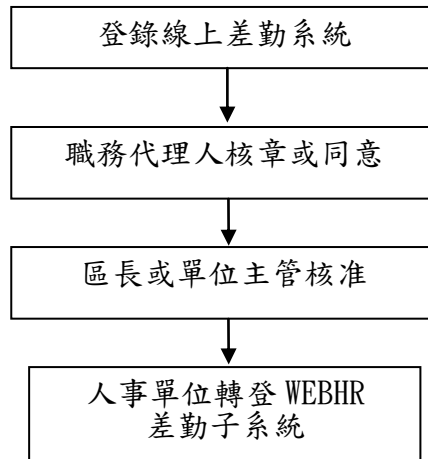 登錄線上差勤系統
職務代理人核章或同意
區長或單位主管核准
人事單位轉登 WEBHR
差勤子系統